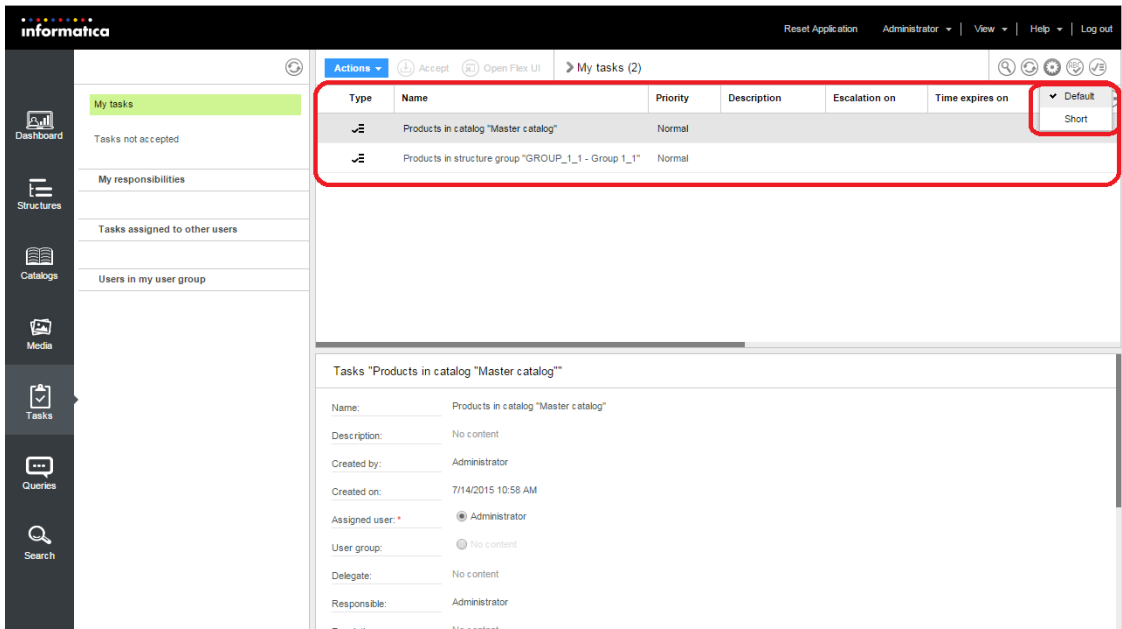 informatica
Reset Application Administrator View Help Log out
Actions Accept Open Flex UI My tasks (2)
My tasks
Tasks not accepted
My responsibilities
Tasks assigned to other users
Users in my user group
Dashboard
Structures
Catalogs
Media
Tasks
Queries
Search
Type Name Priority Description Escalation on Time expires on
Default
Short
Products in catalog "Master catalog" Normal
Products in structure group "GROUP_1_1 - Group 1_1" Normal
Tasks "Products in catalog "Master catalog""
Name: Products in catalog "Master catalog"
Description: No content
Created by: Administrator
Created on: 7/14/2015 10:58 AM
Assigned user: * Administrator
User group: No content
Delegate: No content
Responsible: Administrator